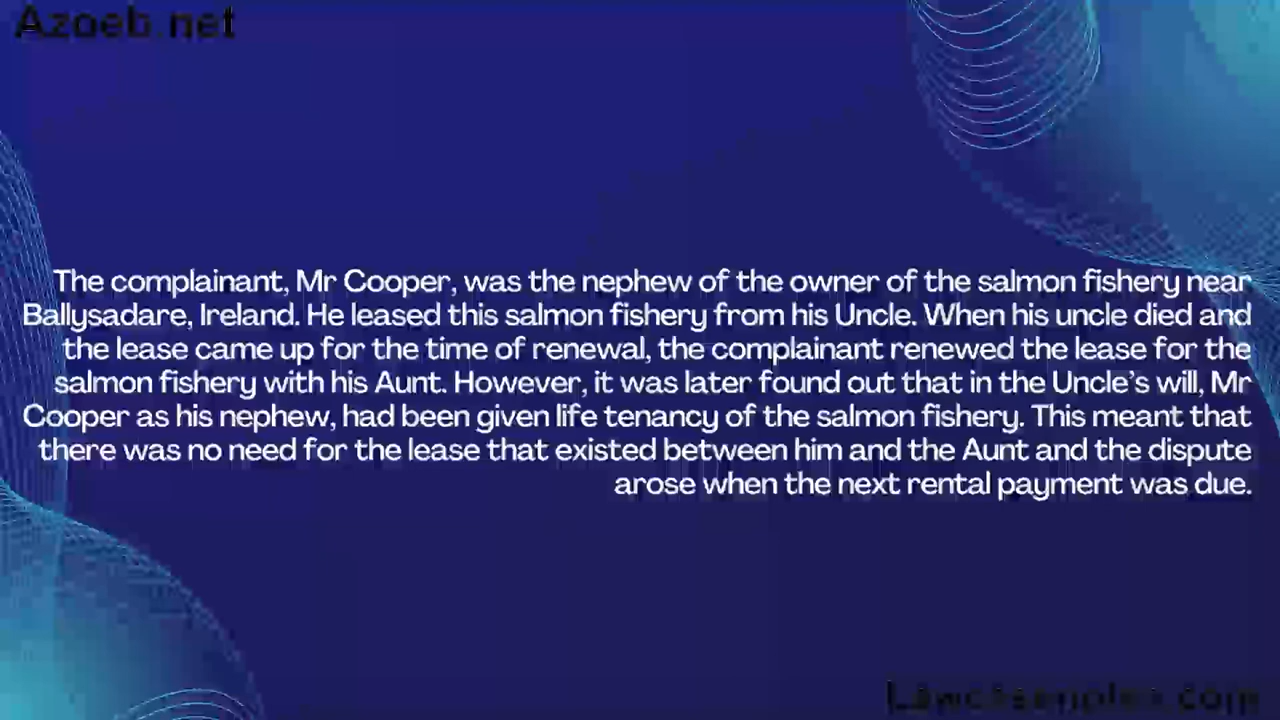 Azoeb.net
The complainant, Mr Cooper, was the nephew of the owner of the salmon fishery near
Ballysadare, Ireland. He leased this salmon fishery from his Uncle. When his uncle died and
the lease came up for the time of renewal, the complainant renewed the lease for the
salmon fishery with his Aunt. However, it was later found out that in the Uncle’s will, Mr
Cooper as his nephew, had been given life tenancy of the salmon fishery. This meant that
there was no need for the lease that existed between him and the Aunt and the dispute
arose when the next rental payment was due.